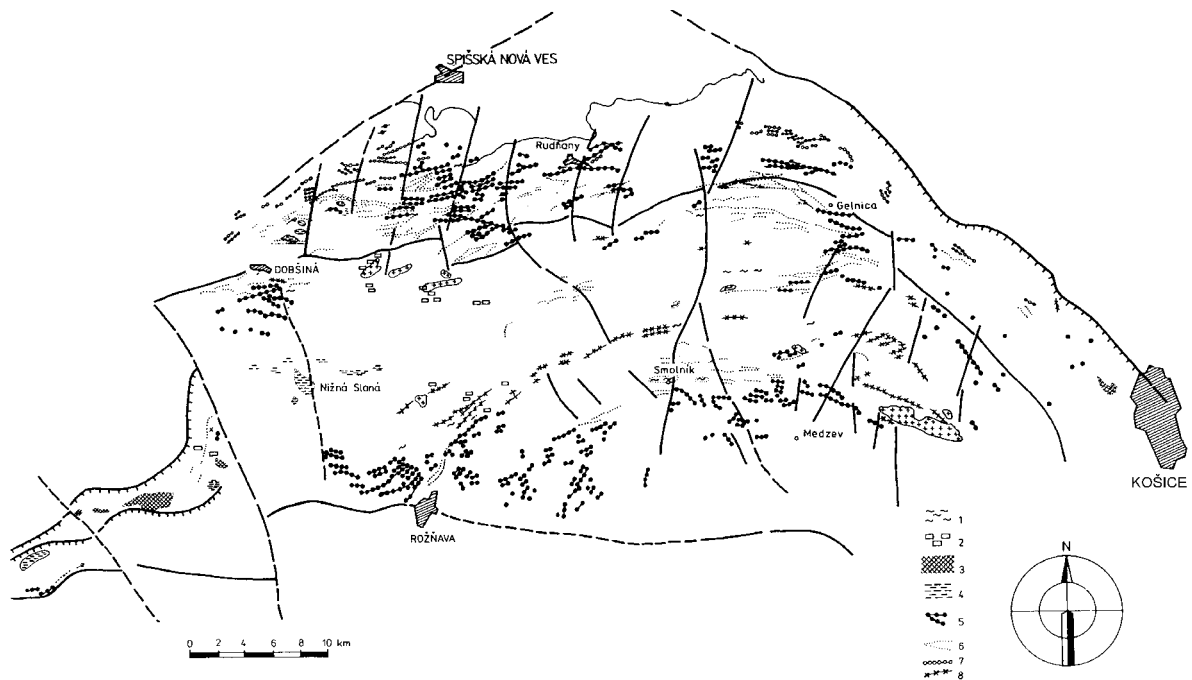 SPIŠSKÁ NOVÁ VES
Rudňany
Gelnica
DOBŠINÁ
Nižná Slaná
Smolník
Medzev
KOŠICE
ROŽŇAVA
1
2
3
4
5
6
7
8
N
0 2 4 6 8 10 km